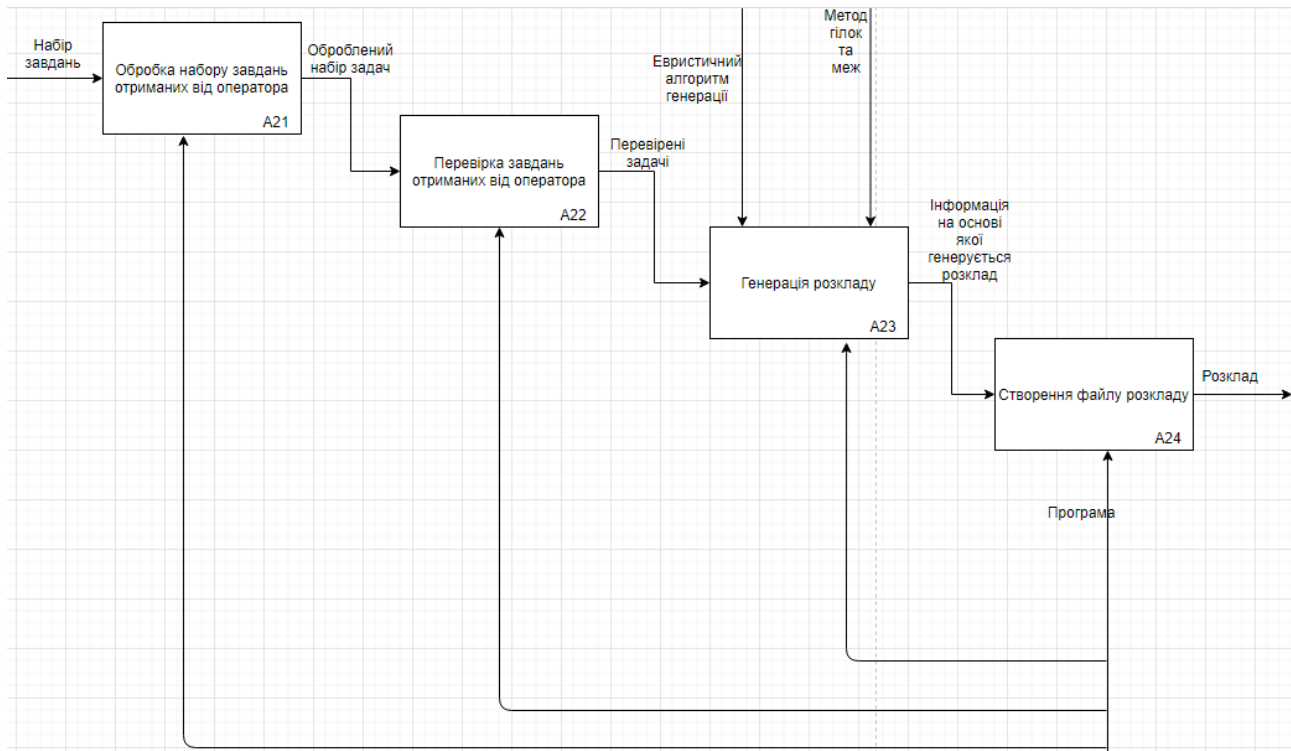 Набір
завдань
Обробка набору завдань
отриманих від оператора
A21
Оброблений
набір задач
Перевірка завдань
отриманих від оператора
A22
Перевірені
задачі
Евристичний
алгоритм
генерації
Метод
гілок
та
меж
Генерація розкладу
A23
Інформація
на основі
якої
генерується
розклад
Створення файлу розкладу
A24
Розклад
Програма